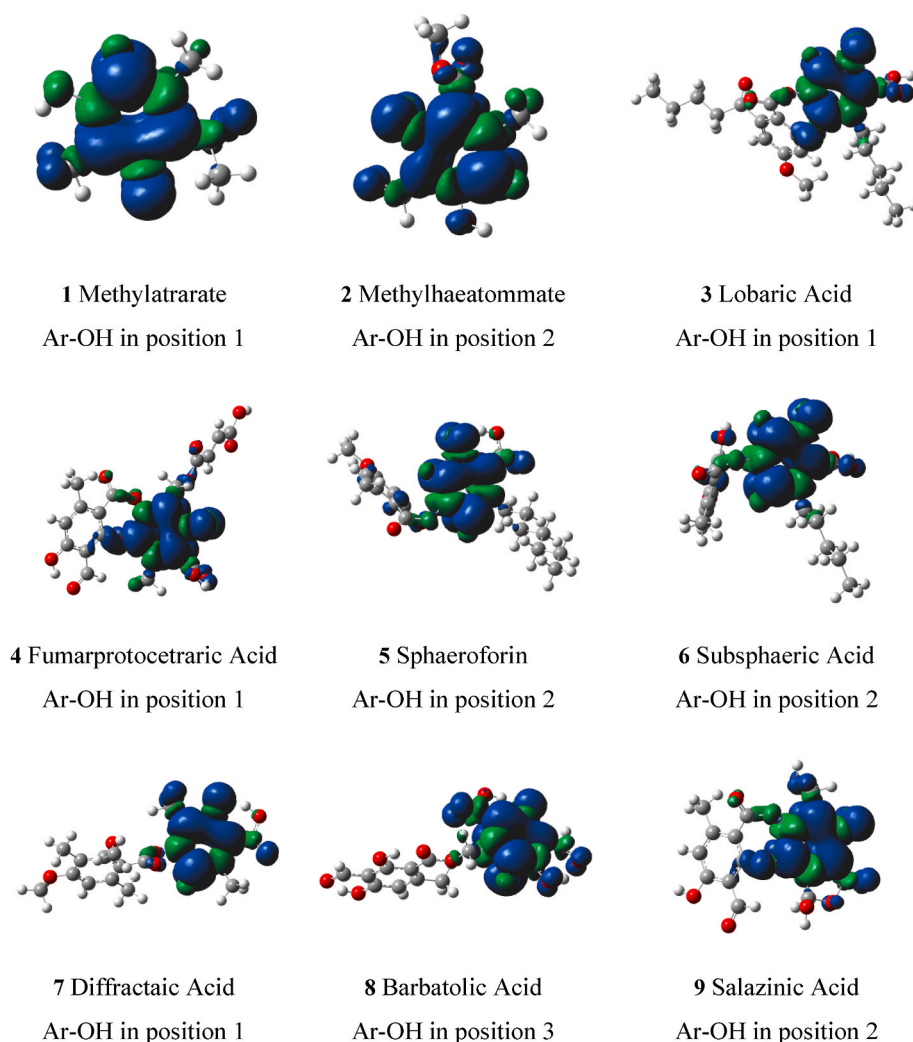 1 Methylatrarate
2 Methylhaeatommate
3 Lobaric Acid
Ar-OH in position 1
Ar-OH in position 2
Ar-OH in position 1
4 Fumarprotocetraric Acid
5 Sphaeroforin
6 Subsphaeric Acid
Ar-OH in position 1
Ar-OH in position 2
Ar-OH in position 2
7 Diffractaic Acid
8 Barbatolic Acid
9 Salazinic Acid
Ar-OH in position 1
Ar-OH in position 3
Ar-OH in position 2